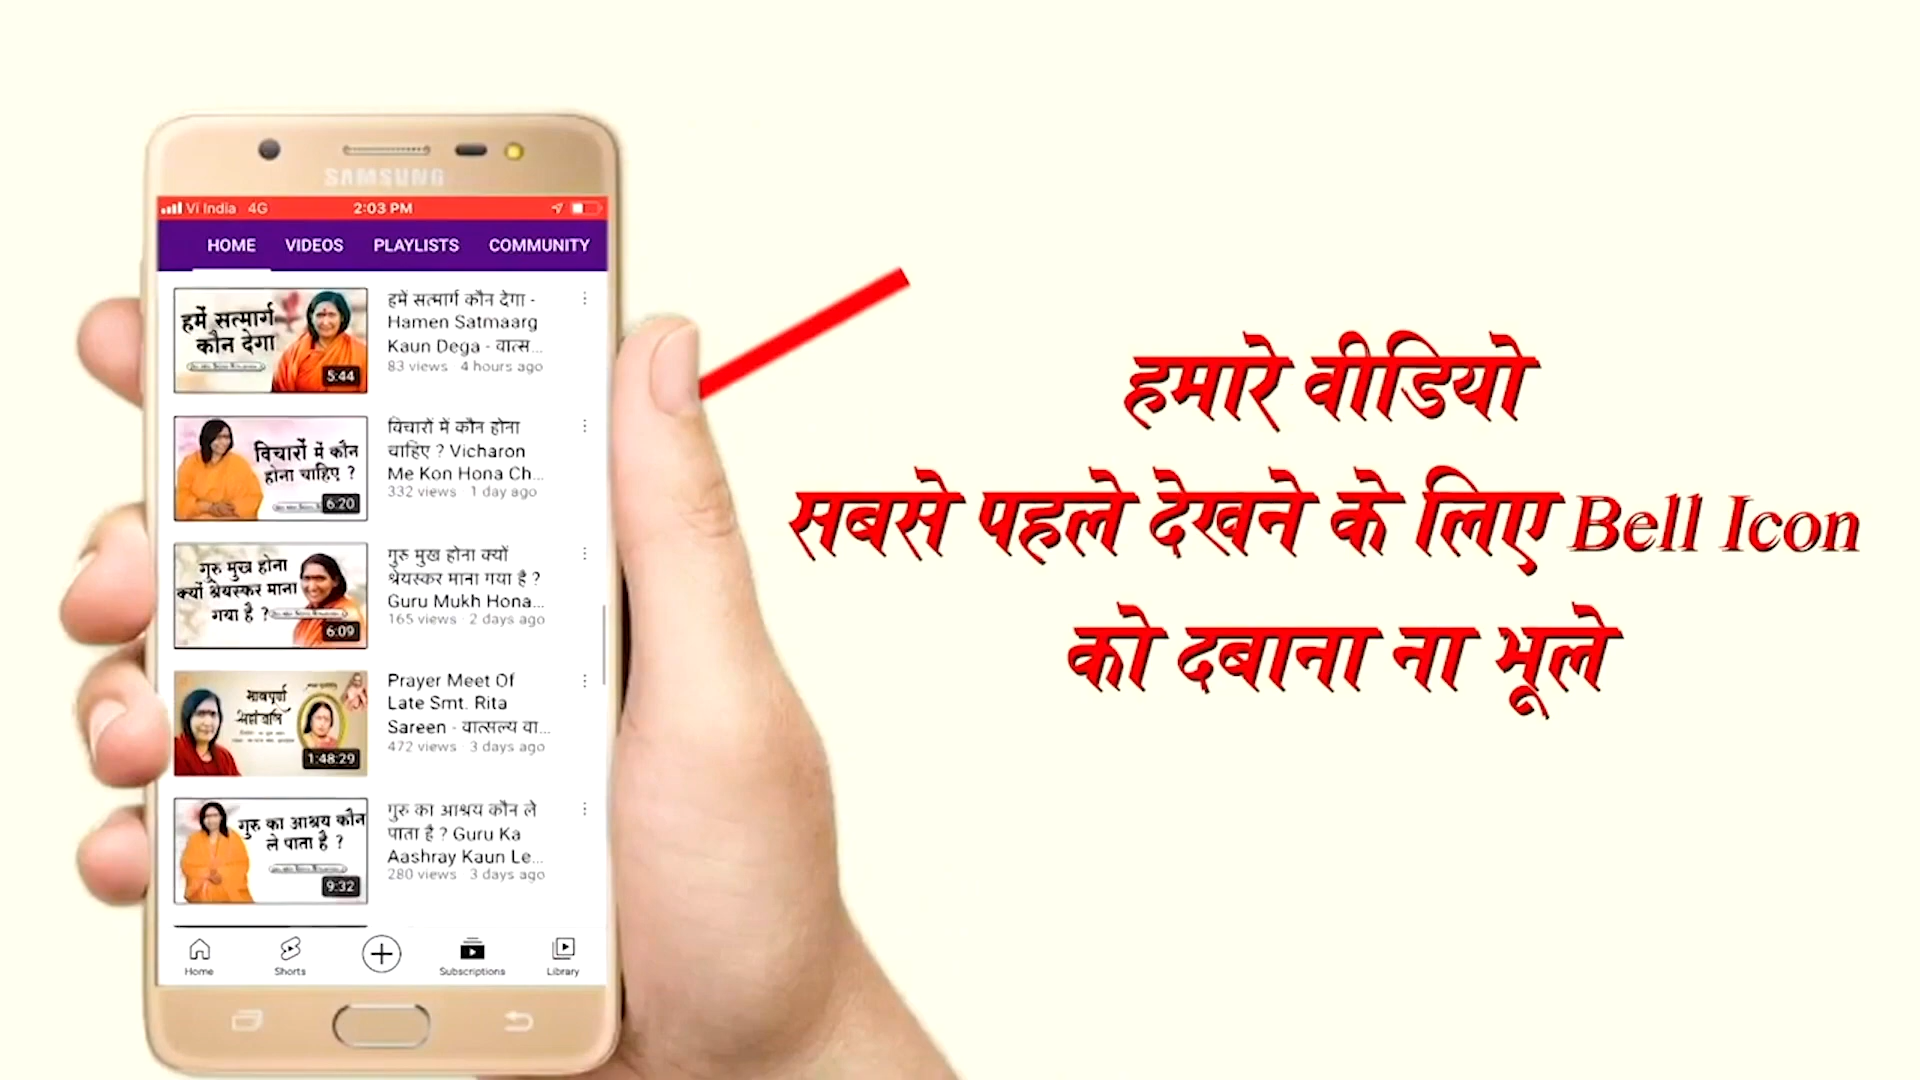 SAMSUNG
Vi India 4G 2:03 PM
HOME VIDEOS PLAYLISTS COMMUNITY
हमें सत्मार्ग
कौन देगा
5:44
हमें सत्मार्ग कौन देगा -
Hamen Satmaarg
Kaun Dega - वात्स...
83 views 4 hours ago
विचारों में कौन
होना चाहिए ?
6:20
विचारों में कौन होना
चाहिए ? Vicharon
Me Kon Hona Ch...
332 views 1 day ago
गुरु मुख होना
क्यों श्रेयस्कर माना
गया है ?
6:09
गुरु मुख होना क्यों
श्रेयस्कर माना गया है ?
Guru Mukh Hona...
165 views · 2 days ago
भावपूर्ण
1:48:29
Prayer Meet Of
Late Smt. Rita
Sareen - वात्सल्य वा...
472 views · 3 days ago
गुरु का आश्रय कौन
ले पाता है ?
9:32
गुरु का आश्रय कौन ले
पाता है ? Guru Ka
Aashray Kaun Le...
280 views 3 days ago
Home Shorts Subscriptions Library
हमारे वीडियो
सबसे पहले देखने के लिए Bell Icon
को दबाना ना भूले